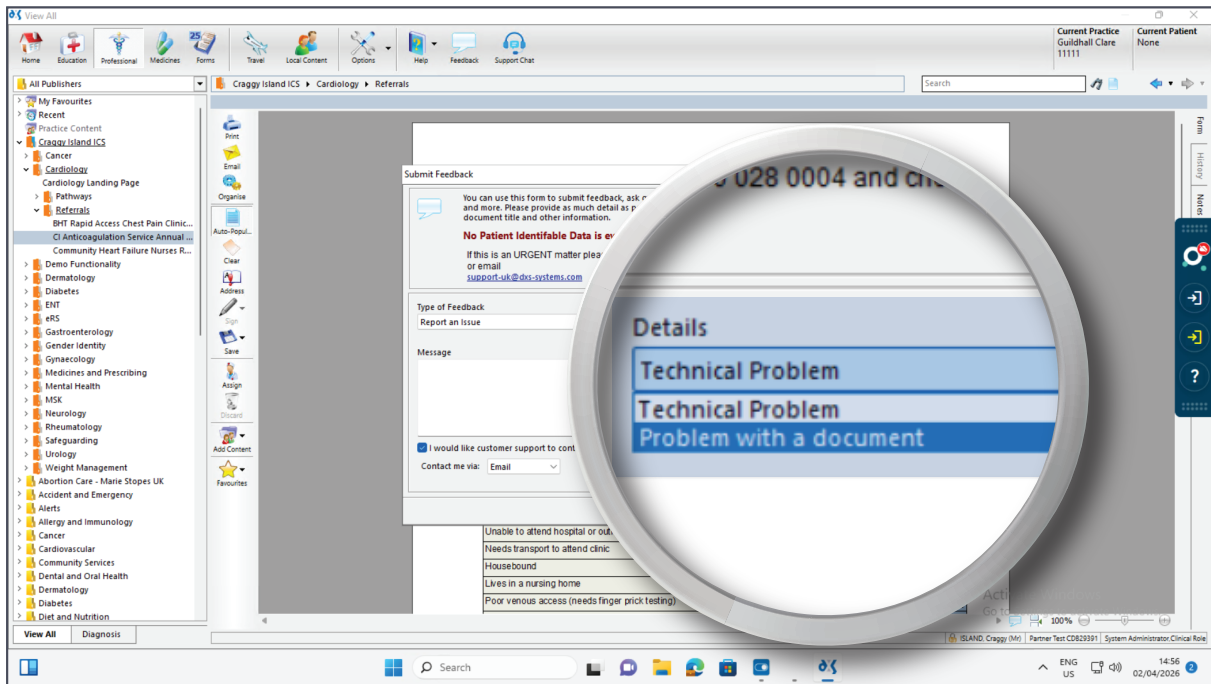 View All
Home
Education
Professional
Medicines
25
Forms
Travel
Local Content
Options
Help
Feedback
Support Chat
Current Practice
Guildhall Clare
11111
Current Patient
None
All Publishers
Craggy Island ICS
Cardiology
Referrals
Search
My Favourites
Recent
Practice Content
Craggy Island ICS
Cancer
Cardiology
Cardiology Landing Page
Pathways
Referrals
BHT Rapid Access Chest Pain Clinic...
CI Anticoagulation Service Annual ...
Community Heart Failure Nurses R...
Demo Functionality
Dermatology
Diabetes
ENT
eRS
Gastroenterology
Gender Identity
Gynaecology
Medicines and Prescribing
Mental Health
MSK
Neurology
Rheumatology
Safeguarding
Urology
Weight Management
Abortion Care - Marie Stopes UK
Accident and Emergency
Alerts
Allergy and Immunology
Cancer
Cardiovascular
Community Services
Dental and Oral Health
Dermatology
Diabetes
Diet and Nutrition
View All
Diagnosis
Print
Email
Organise
Auto-Popul...
Clear
Address
Sign
Save
Assign
Discard
Add Content
Favourites
Submit Feedback
You can use this form to submit feedback, ask
and more. Please provide as much detail as
document title and other information.
No Patient Identifable Data is
If this is an URGENT matter
or email
support-uk@dxs-systems.com
Type of Feedback
Report an Issue
Message
I would like customer support to
Contact me via:
Email
028 0004 and
Details
Technical Problem
Technical Problem
Problem with a document
Unable to attend hospital or
Needs transport to attend clinic
Housebound
Lives in a nursing home
Poor venous access (needs finger prick testing)
Form
History
Notes
?
100%
ISLAND, Craggy (Mr)
Partner Test CDB29391
System Administrator,Clinical Role
Search
ENG
US
14:56
02/04/2026
2